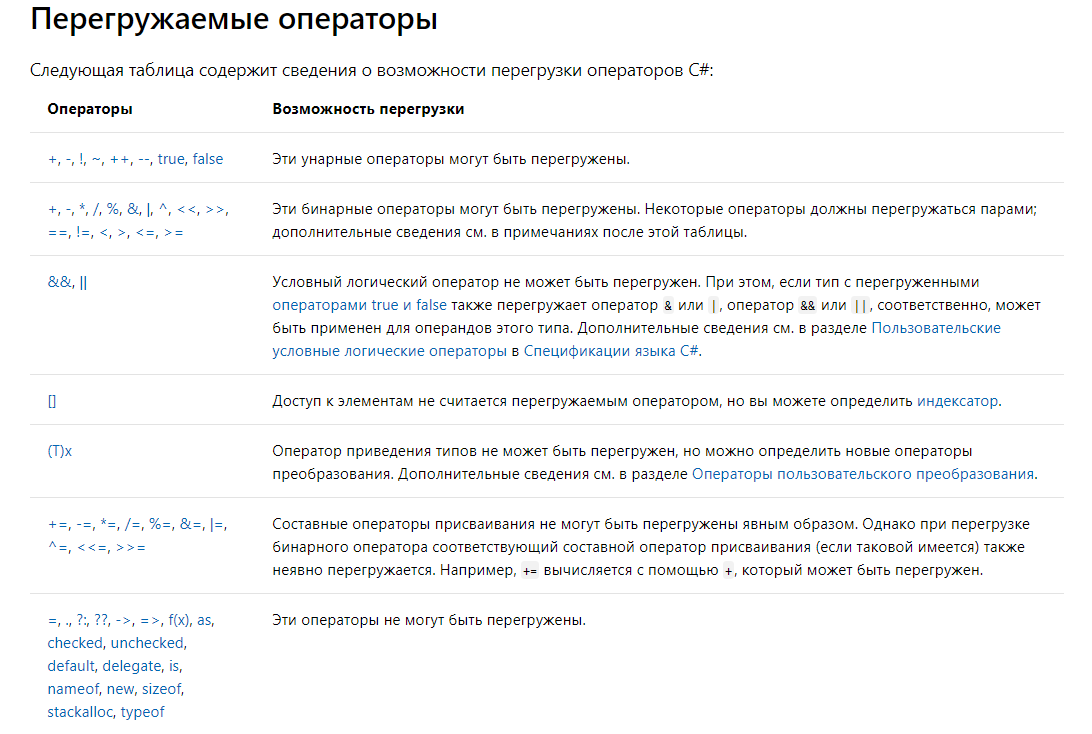 Перегружаемые операторы
Следующая таблица содержит сведения о возможности перегрузки операторов C#:
Операторы
Возможность перегрузки
+, -, !, ~, ++, --, true, false
Эти унарные операторы могут быть перегружены.
+, -, *, /, %, &, |, ^, <<, >>,
==, !=, <, >, <=, >=
Эти бинарные операторы могут быть перегружены. Некоторые операторы должны перегружаться парами;
дополнительные сведения см. в примечаниях после этой таблицы.
&&, ||
Условный логический оператор не может быть перегружен. При этом, если тип с перегруженными
операторами true и false также перегружает оператор & или |, оператор && или ||, соответственно, может
быть применен для операндов этого типа. Дополнительные сведения см. в разделе Пользовательские
условные логические операторы в Спецификации языка C#.
[]
Доступ к элементам не считается перегружаемым оператором, но вы можете определить индексатор.
(T)x
Оператор приведения типов не может быть перегружен, но можно определить новые операторы
преобразования. Дополнительные сведения см. в разделе Операторы пользовательского преобразования.
+=, -=, *=, /=, %=, &=, |=,
^=, <<=, >>=
Составные операторы присваивания не могут быть перегружены явным образом. Однако при перегрузке
бинарного оператора соответствующий составной оператор присваивания (если таковой имеется) также
неявно перегружается. Например, += вычисляется с помощью +, который может быть перегружен.
=, ., ?:, ??, ->, =>, f(x), as,
checked, unchecked,
default, delegate, is,
nameof, new, sizeof,
stackalloc, typeof
Эти операторы не могут быть перегружены.